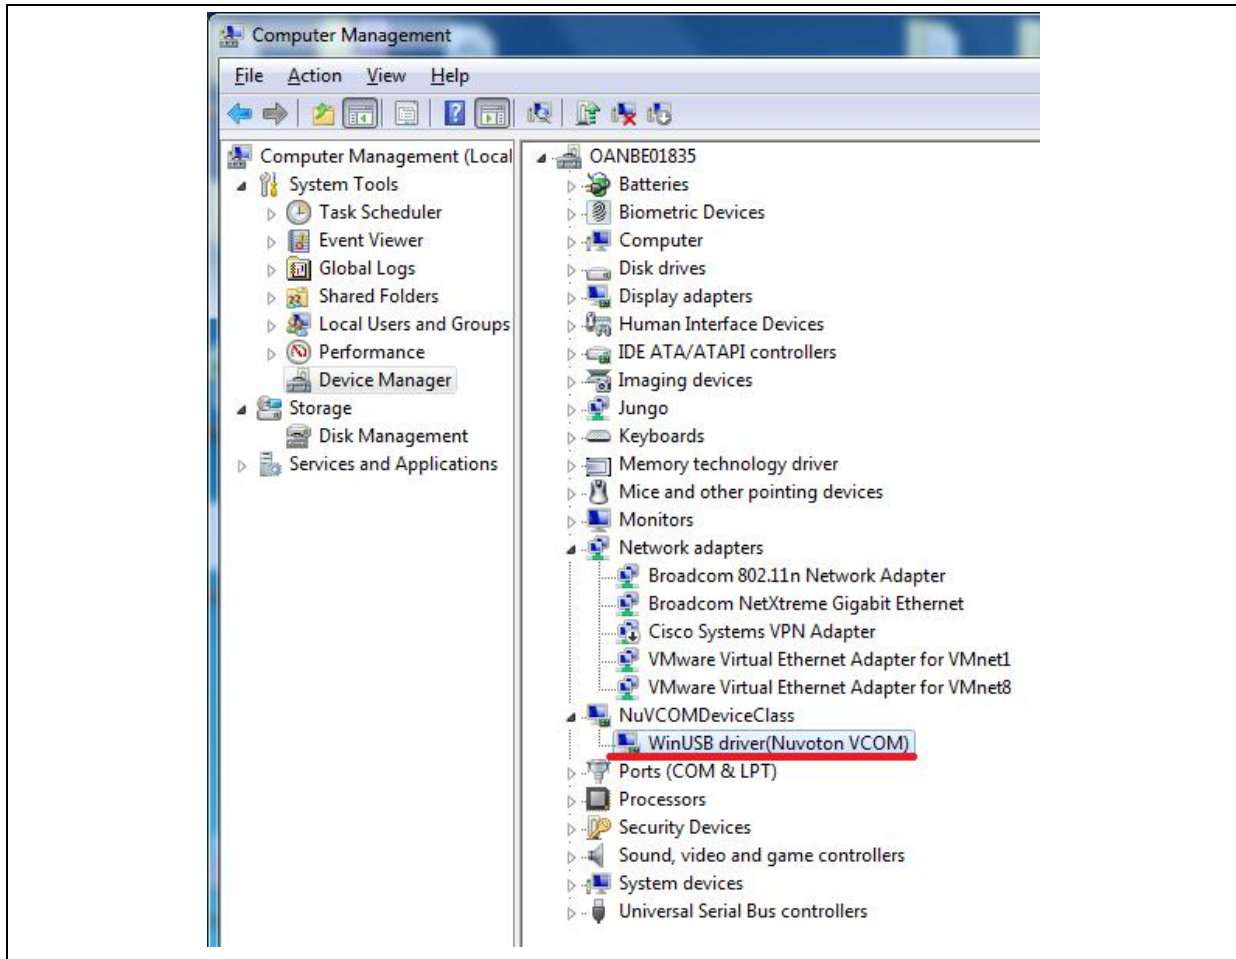 Computer Management
File Action View Help
Computer Management (Local
System Tools
Task Scheduler
Event Viewer
Global Logs
Shared Folders
Local Users and Groups
Performance
Device Manager
Storage
Disk Management
Services and Applications
OANBE01835
Batteries
Biometric Devices
Computer
Disk drives
Display adapters
Human Interface Devices
IDE ATA/ATAPI controllers
Imaging devices
Jungo
Keyboards
Memory technology driver
Mice and other pointing devices
Monitors
Network adapters
Broadcom 802.11n Network Adapter
Broadcom NetXtreme Gigabit Ethernet
Cisco Systems VPN Adapter
VMware Virtual Ethernet Adapter for VMnet1
VMware Virtual Ethernet Adapter for VMnet8
NuVCOMDeviceClass
WinUSB driver(Nuvoton VCOM)
Ports (COM & LPT)
Processors
Security Devices
Sound, video and game controllers
System devices
Universal Serial Bus controllers